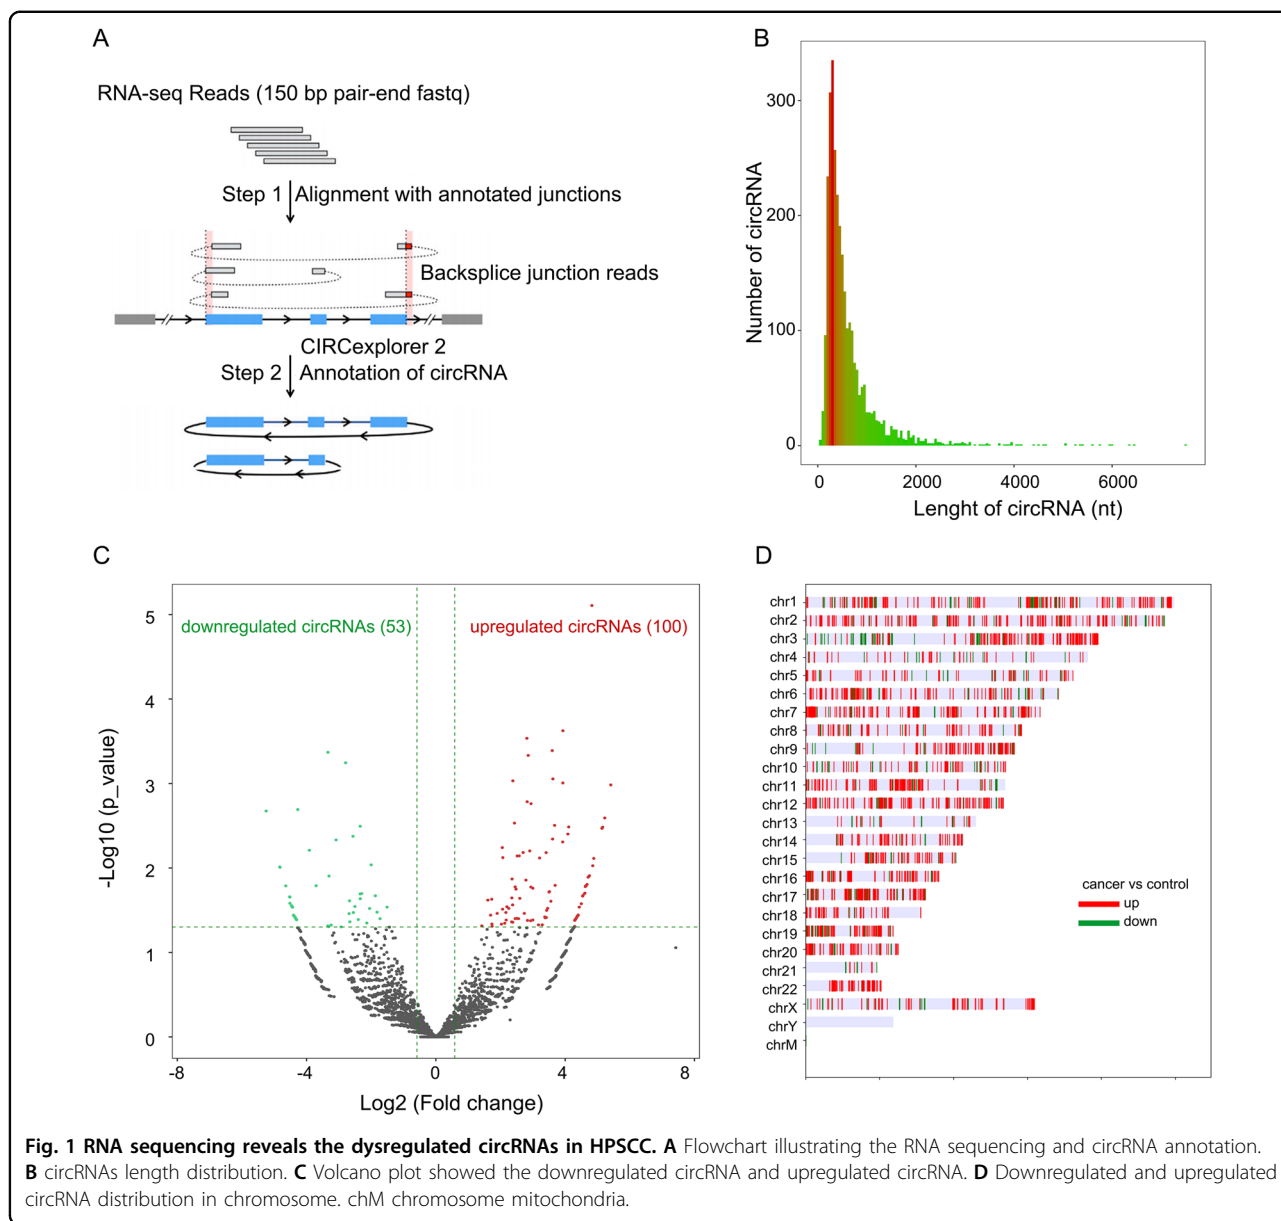 A
RNA-seq Reads (150 bp pair-end fastq)
Step 1 Alignment with annotated junctions
Backsplice junction reads
CIRCexplorer 2
Step 2 Annotation of circRNA
B
Number of circRNA
300
200
100
0
0 2000 4000 6000
Lenght of circRNA (nt)
C
-Log10 (p_value)
5
4
3
2
1
0
downregulated circRNAs (53)
upregulated circRNAs (100)
-8 -4 0 4 8
Log2 (Fold change)
D
chr1
chr2
chr3
chr4
chr5
chr6
chr7
chr8
chr9
chr10
chr11
chr12
chr13
chr14
chr15
chr16
chr17
chr18
chr19
chr20
chr21
chr22
chrX
chrY
chrM
cancer vs control
up
down
Fig. 1 RNA sequencing reveals the dysregulated circRNAs in HPSCC. A Flowchart illustrating the RNA sequencing and circRNA annotation.
B circRNAs length distribution. C Volcano plot showed the downregulated circRNA and upregulated circRNA. D Downregulated and upregulated
circRNA distribution in chromosome. chM chromosome mitochondria.